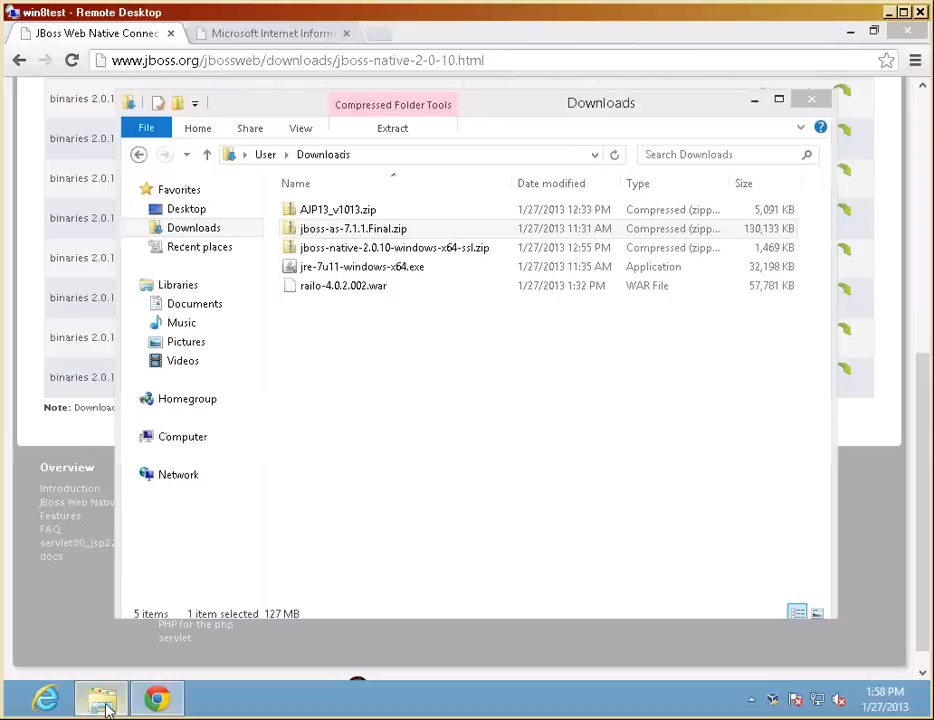 win8test - Remote Desktop
JBoss Web Native Connec
Microsoft Internet Inform
www.jboss.org/jbossweb/downloads/jboss-native-2-0-10.html
binaries 2.0.1
binaries 2.0.1
binaries 2.0.1
binaries 2.0.1
binaries 2.0.1
binaries 2.0.1
binaries 2.0.1
binaries 2.0.1
Note: Downloac
Overview
Introduction
JBoss Web Nativ
Features
FAQ
servlet30_jsp22
docs
PHP for the php
servlet
Compressed Folder Tools
Downloads
File Home Share View Extract
User Downloads
Search Downloads
Favorites
Desktop
Downloads
Recent places
Libraries
Documents
Music
Pictures
Videos
Homegroup
Computer
Network
Name Date modified Type Size
AJP13_v1013.zip 1/27/2013 12:33 PM Compressed (zipp... 5,091 KB
jboss-as-7.1.1.Final.zip 1/27/2013 11:31 AM Compressed (zipp... 130,133 KB
jboss-native-2.0.10-windows-x64-ssl.zip 1/27/2013 12:55 PM Compressed (zipp... 1,469 KB
jre-7u11-windows-x64.exe 1/27/2013 11:35 AM Application 32,198 KB
railo-4.0.2.002.war 1/27/2013 1:32 PM WAR File 57,781 KB
5 items 1 item selected 127 MB
1:58 PM
1/27/2013